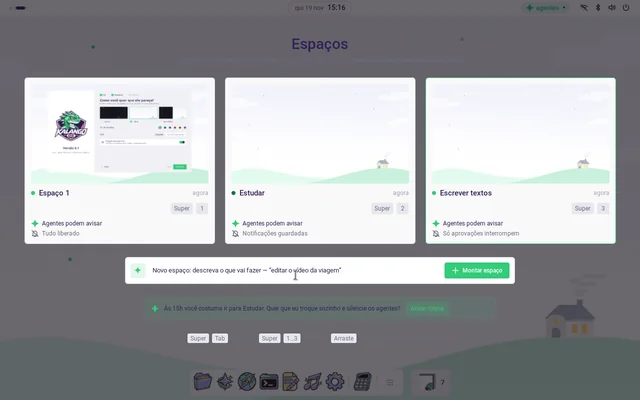 qui 19 nov 15:16
agentes
Espaços
KALANGO
Espaço 1
agora
Super 1
Agentes podem avisar
Tudo liberado
Estudar
agora
Super 2
Agentes podem avisar
Notificações guardadas
Escrever textos
agora
Super 3
Agentes podem avisar
Só aprovações interrompem
Novo espaço: descreva o que vai fazer — "editar o vídeo da viagem"
Montar espaço
Às 15h você costuma ir para Estudar. Quer que eu troque sozinho e silencie os agentes?
Super Tab
Super 1…3
Arraste